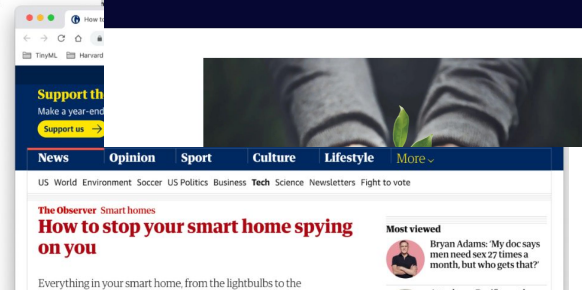 How to
TinyML Harvard
Support th
Make a year-end
Support us →
News Opinion Sport Culture Lifestyle More
US World Environment Soccer US Politics Business Tech Science Newsletters Fight to vote
The Observer Smart homes
How to stop your smart home spying
on you
Everything in your smart home, from the lightbulbs to the
Most viewed
Bryan Adams: 'My doc says
men need sex 27 times a
month, but who gets that?'